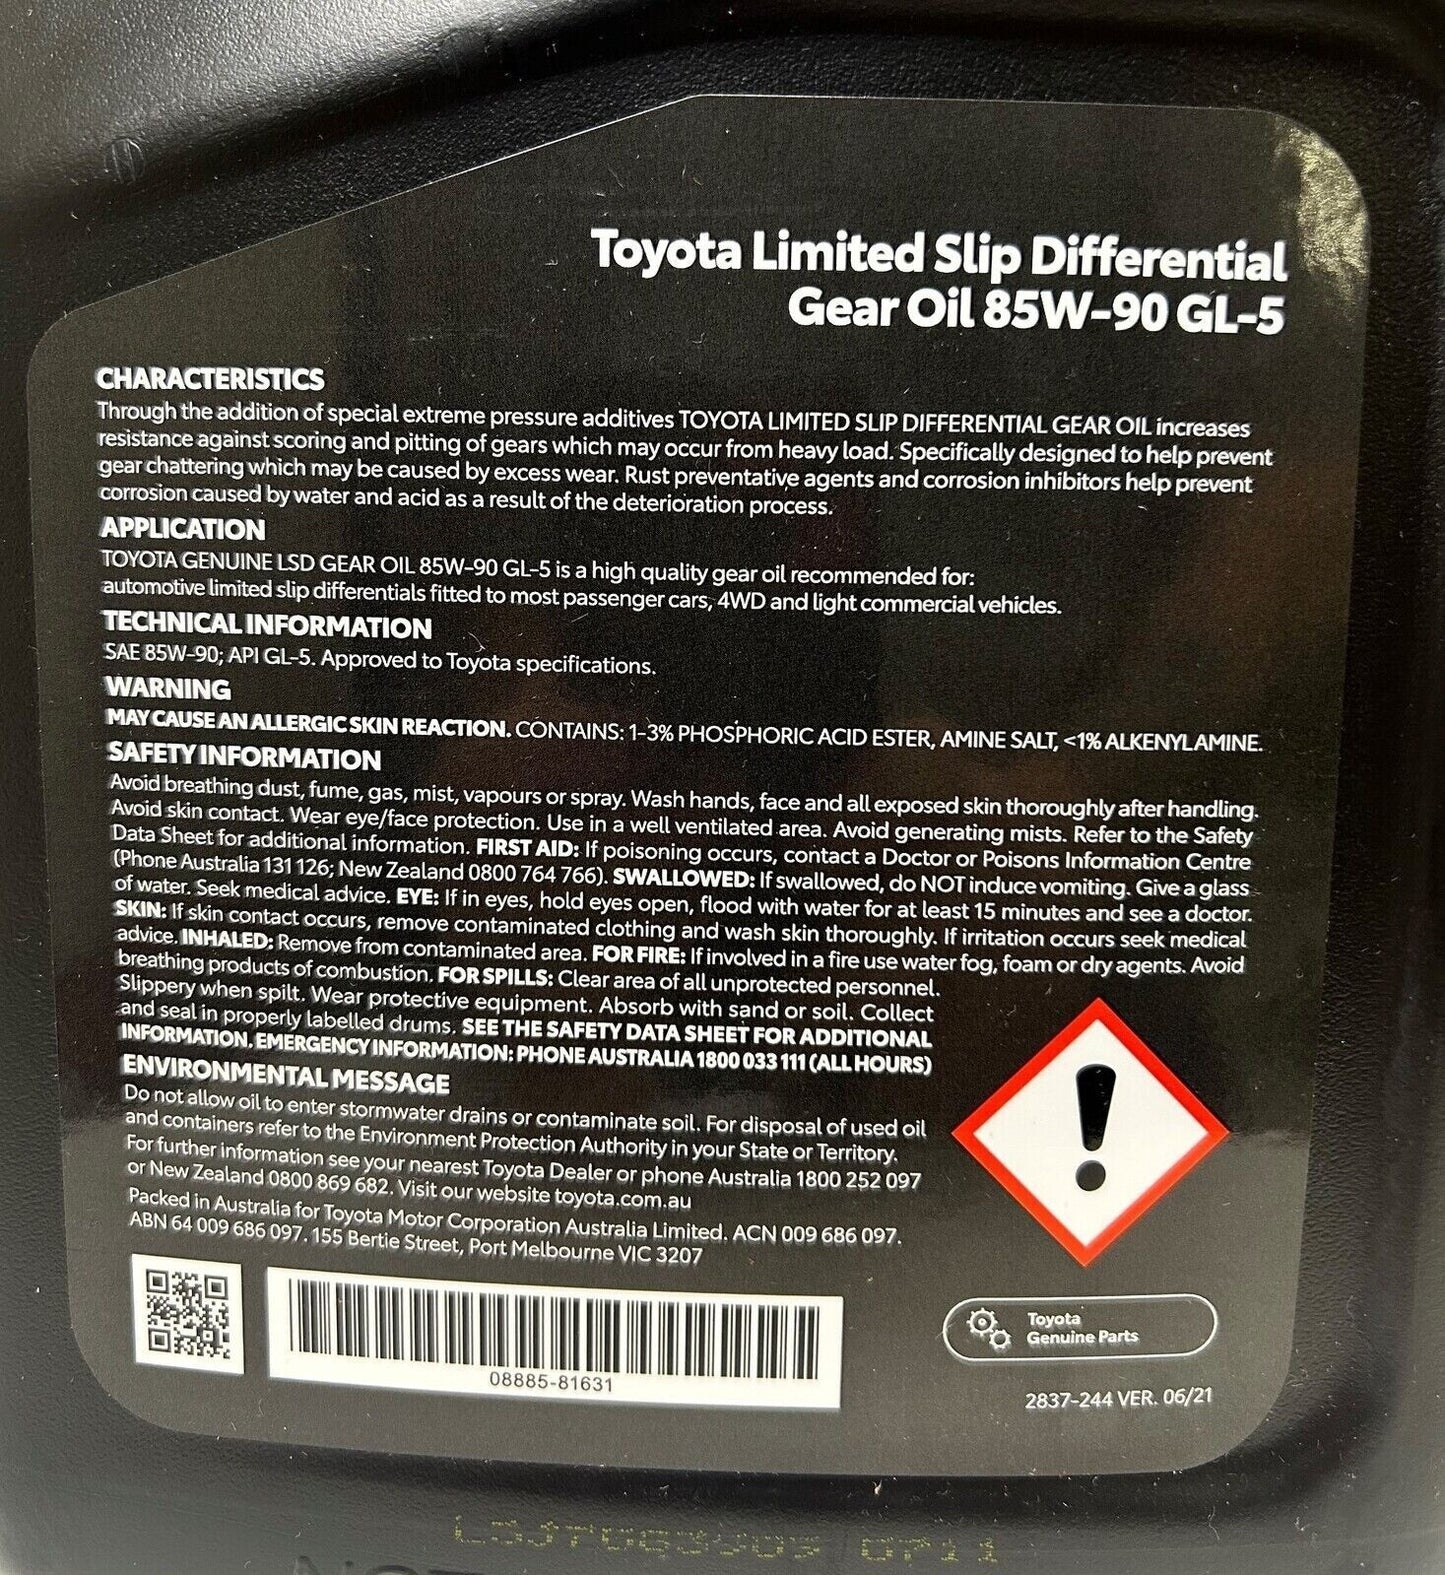 Toyota Limited Slip Differential
Gear Oil 85W-90 GL-5
CHARACTERISTICS
Through the addition of special extreme pressure additives TOYOTA LIMITED SLIP DIFFERENTIAL GEAR OIL increases
resistance against scoring and pitting of gears which may occur from heavy load. Specifically designed to help prevent
gear chattering which may be caused by excess wear. Rust preventative agents and corrosion inhibitors help prevent
corrosion caused by water and acid as a result of the deterioration process.
APPLICATION
TOYOTA GENUINE LSD GEAR OIL 85W-90 GL-5 is a high quality gear oil recommended for:
automotive limited slip differentials fitted to most passenger cars, 4WD and light commercial vehicles.
TECHNICAL INFORMATION
SAE 85W-90; API GL-5. Approved to Toyota specifications.
WARNING
MAY CAUSE AN ALLERGIC SKIN REACTION. CONTAINS: 1-3% PHOSPHORIC ACID ESTER, AMINE SALT, <1% ALKENYLAMINE.
SAFETY INFORMATION
Avoid breathing dust, fume, gas, mist, vapours or spray. Wash hands, face and all exposed skin thoroughly after handling.
Avoid skin contact. Wear eye/face protection. Use in a well ventilated area. Avoid generating mists. Refer to the Safety
Data Sheet for additional information. FIRST AID: If poisoning occurs, contact a Doctor or Poisons Information Centre
(Phone Australia 131 126; New Zealand 0800 764 766). SWALLOWED: If swallowed, do NOT induce vomiting. Give a glass
of water. Seek medical advice. EYE: If in eyes, hold eyes open, flood with water for at least 15 minutes and see a doctor.
SKIN: If skin contact occurs, remove contaminated clothing and wash skin thoroughly. If irritation occurs seek medical
advice. INHALED: Remove from contaminated area. FOR FIRE: If involved in a fire use water fog, foam or dry agents. Avoid
breathing products of combustion. FOR SPILLS: Clear area of all unprotected personnel.
Slippery when spilt. Wear protective equipment. Absorb with sand or soil. Collect
and seal in properly labelled drums. SEE THE SAFETY DATA SHEET FOR ADDITIONAL
INFORMATION, EMERGENCY INFORMATION: PHONE AUSTRALIA 1800 033 111 (ALL HOURS)
ENVIRONMENTAL MESSAGE
Do not allow oil to enter stormwater drains or contaminate soil. For disposal of used oil
and containers refer to the Environment Protection Authority in your State or Territory.
For further information see your nearest Toyota Dealer or phone Australia 1800 252 097
or New Zealand 0800 869 682. Visit our website toyota.com.au
Packed in Australia for Toyota Motor Corporation Australia Limited. ACN 009 686 097.
ABN 64 009 686 097. 155 Bertie Street, Port Melbourne VIC 3207
08885-81631
Toyota
Genuine Parts
2837-244 VER. 06/21